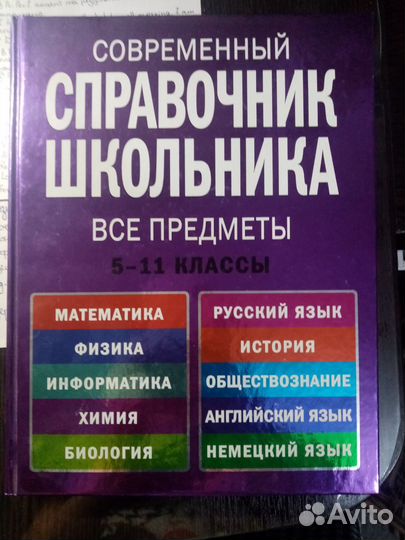 СОВРЕМЕННЫЙ
СПРАВОЧНИК
ШКОЛЬНИКА
ВСЕ ПРЕДМЕТЫ
5-11 КЛАССЫ
МАТЕМАТИКА
ФИЗИКА
ИНФОРМАТИКА
ХИМИЯ
БИОЛОГИЯ
РУССКИЙ ЯЗЫК
ИСТОРИЯ
ОБЩЕСТВОЗНАНИЕ
АНГЛИЙСКИЙ ЯЗЫК
НЕМЕЦКИЙ ЯЗЫК
Avito